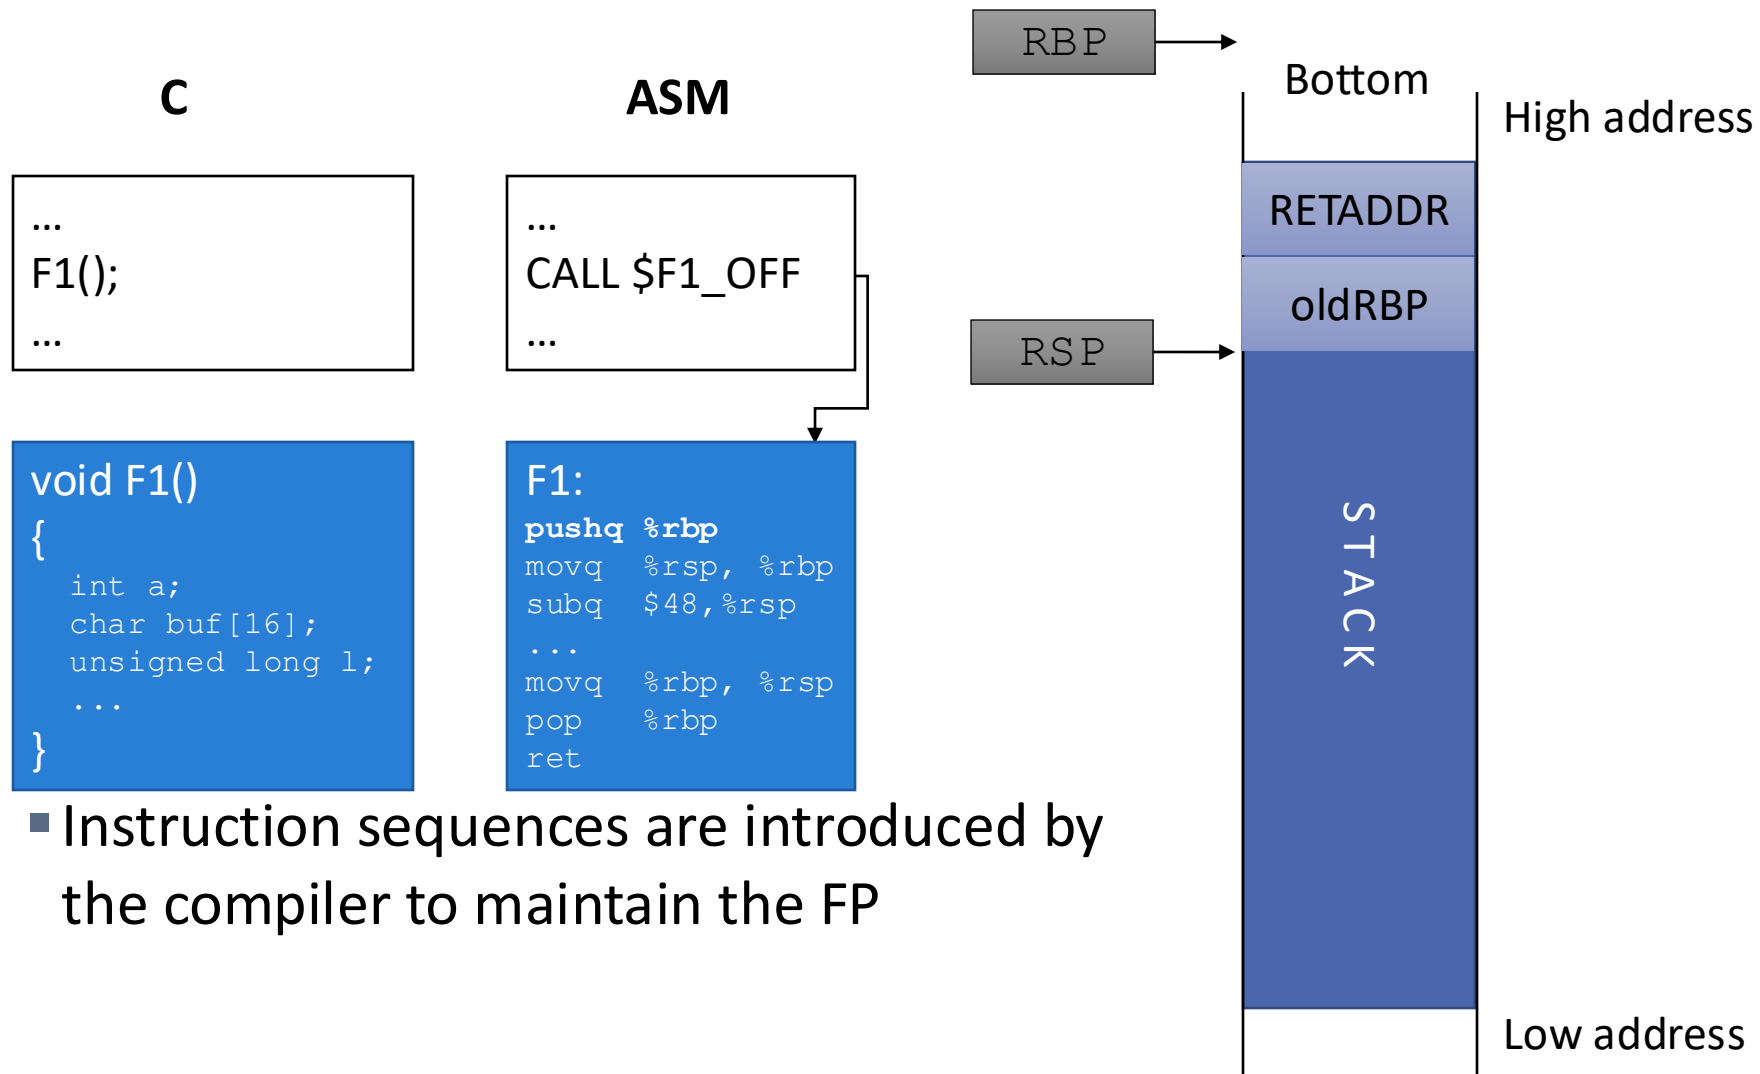 C
...
F1();
...
void F1()
{
int a;
char buf[16];
unsigned long l;
...
}
ASM
...
CALL $F1_OFF
...
F1:
pushq %rbp
movq %rsp, %rbp
subq $48,%rsp
...
movq %rbp, %rsp
pop %rbp
ret
RBP
RSP
Bottom
High address
RETADDR
oldRBP
STACK
Low address
Instruction sequences are introduced by
the compiler to maintain the FP